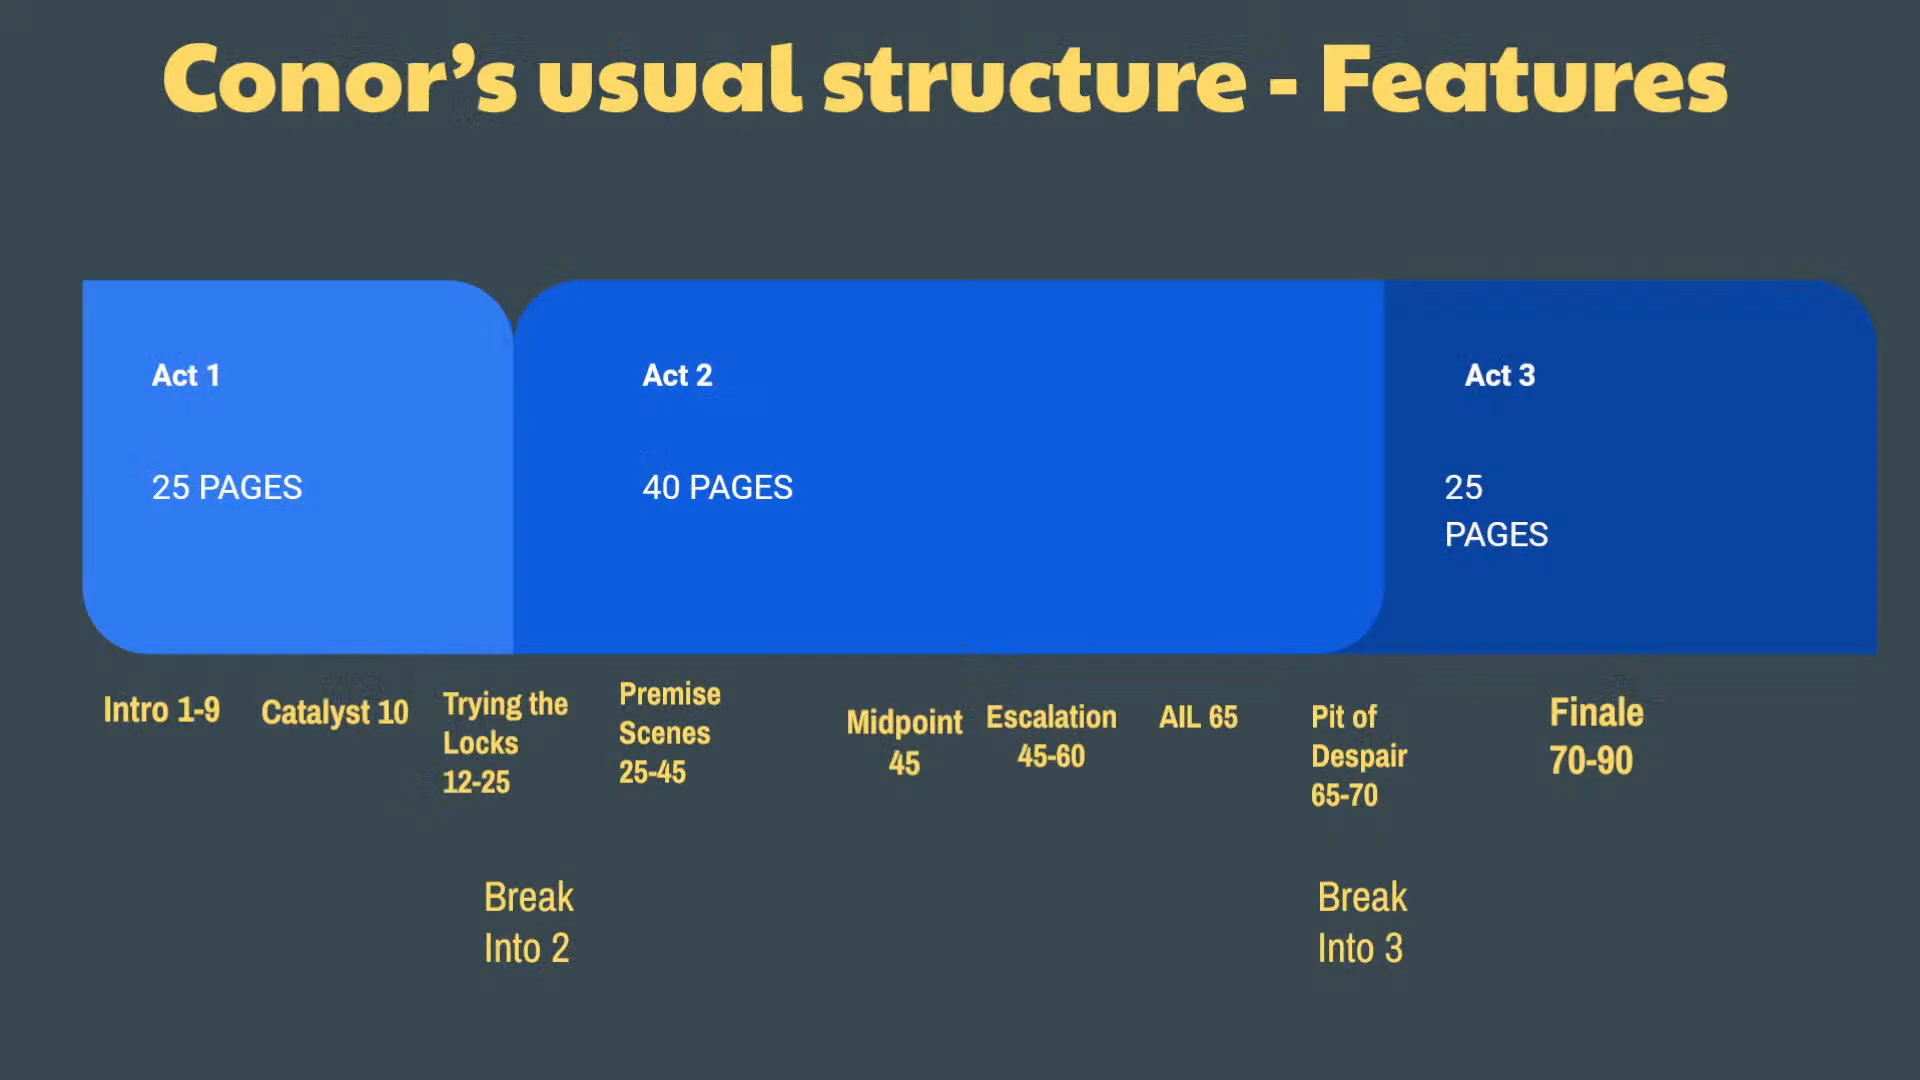 Conor’s usual structure - Features
Act 1
25 PAGES
Act 2
40 PAGES
Act 3
25
PAGES
Intro 1-9
Catalyst 10
Trying the
Locks
12-25
Premise
Scenes
25-45
Midpoint
45
Escalation
45-60
AIL 65
Pit of
Despair
65-70
Finale
70-90
Break
Into 2
Break
Into 3